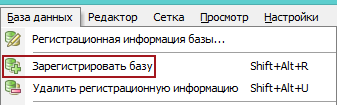 База данных Редактор Сетка Просмотр Настройки
Регистрационная информация базы...
Зарегистрировать базу Shift+Alt+R
Удалить регистрационную информацию Shift+Alt+U